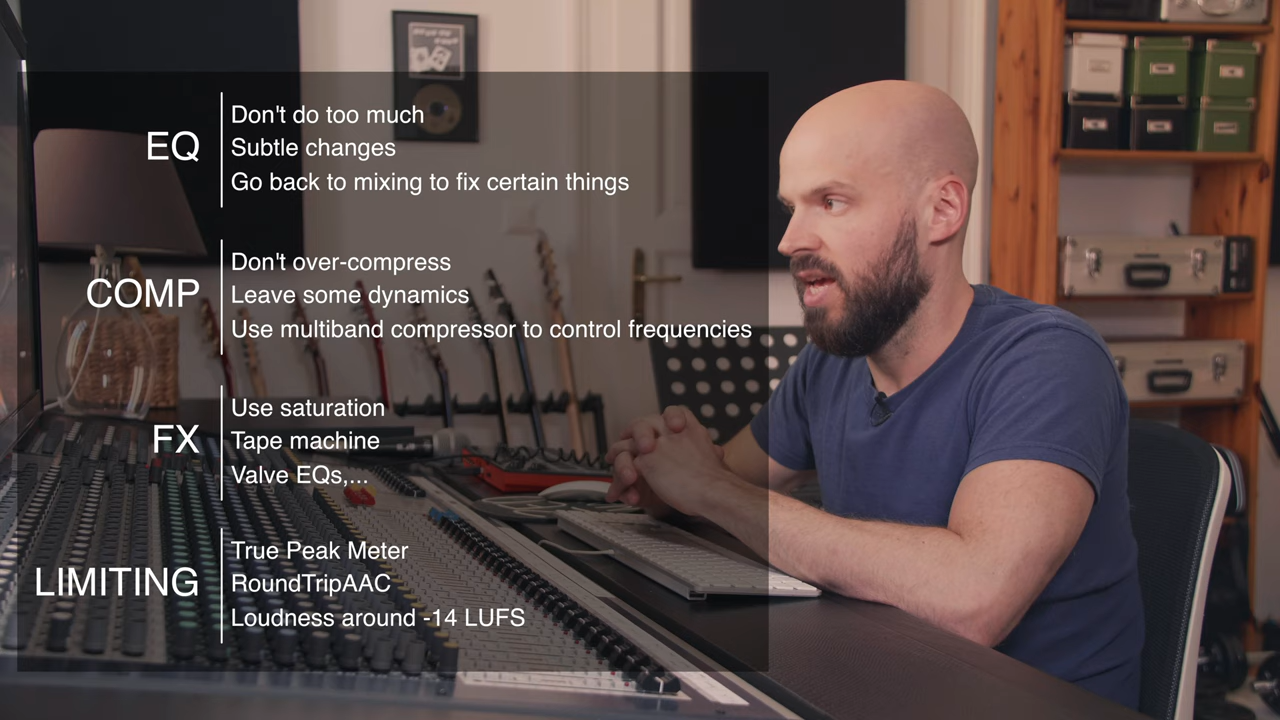 EQ
Don't do too much
Subtle changes
Go back to mixing to fix certain things
COMP
Don't over-compress
Leave some dynamics
Use multiband compressor to control frequencies
FX
Use saturation
Tape machine
Valve EQs,...
LIMITING
True Peak Meter
RoundTripAAC
Loudness around -14 LUFS